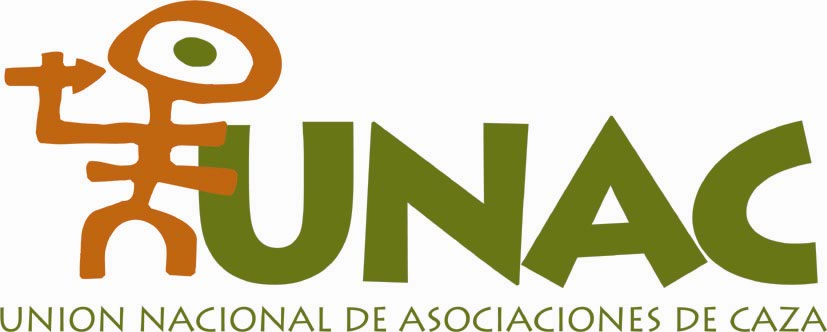 UNAC
UNION NACIONAL DE ASOCIACIONES DE CAZA